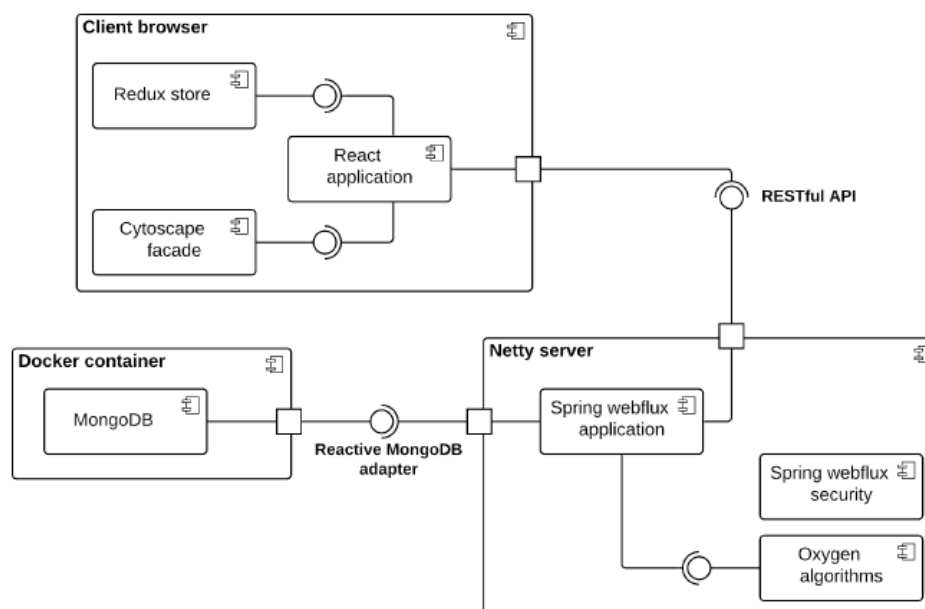 Client browser
Redux store
React
application
Cytoscape
facade
RESTful API
Docker container
MongoDB
Reactive MongoDB
adapter
Netty server
Spring webflux
application
Spring webflux
security
Oxygen
algorithms